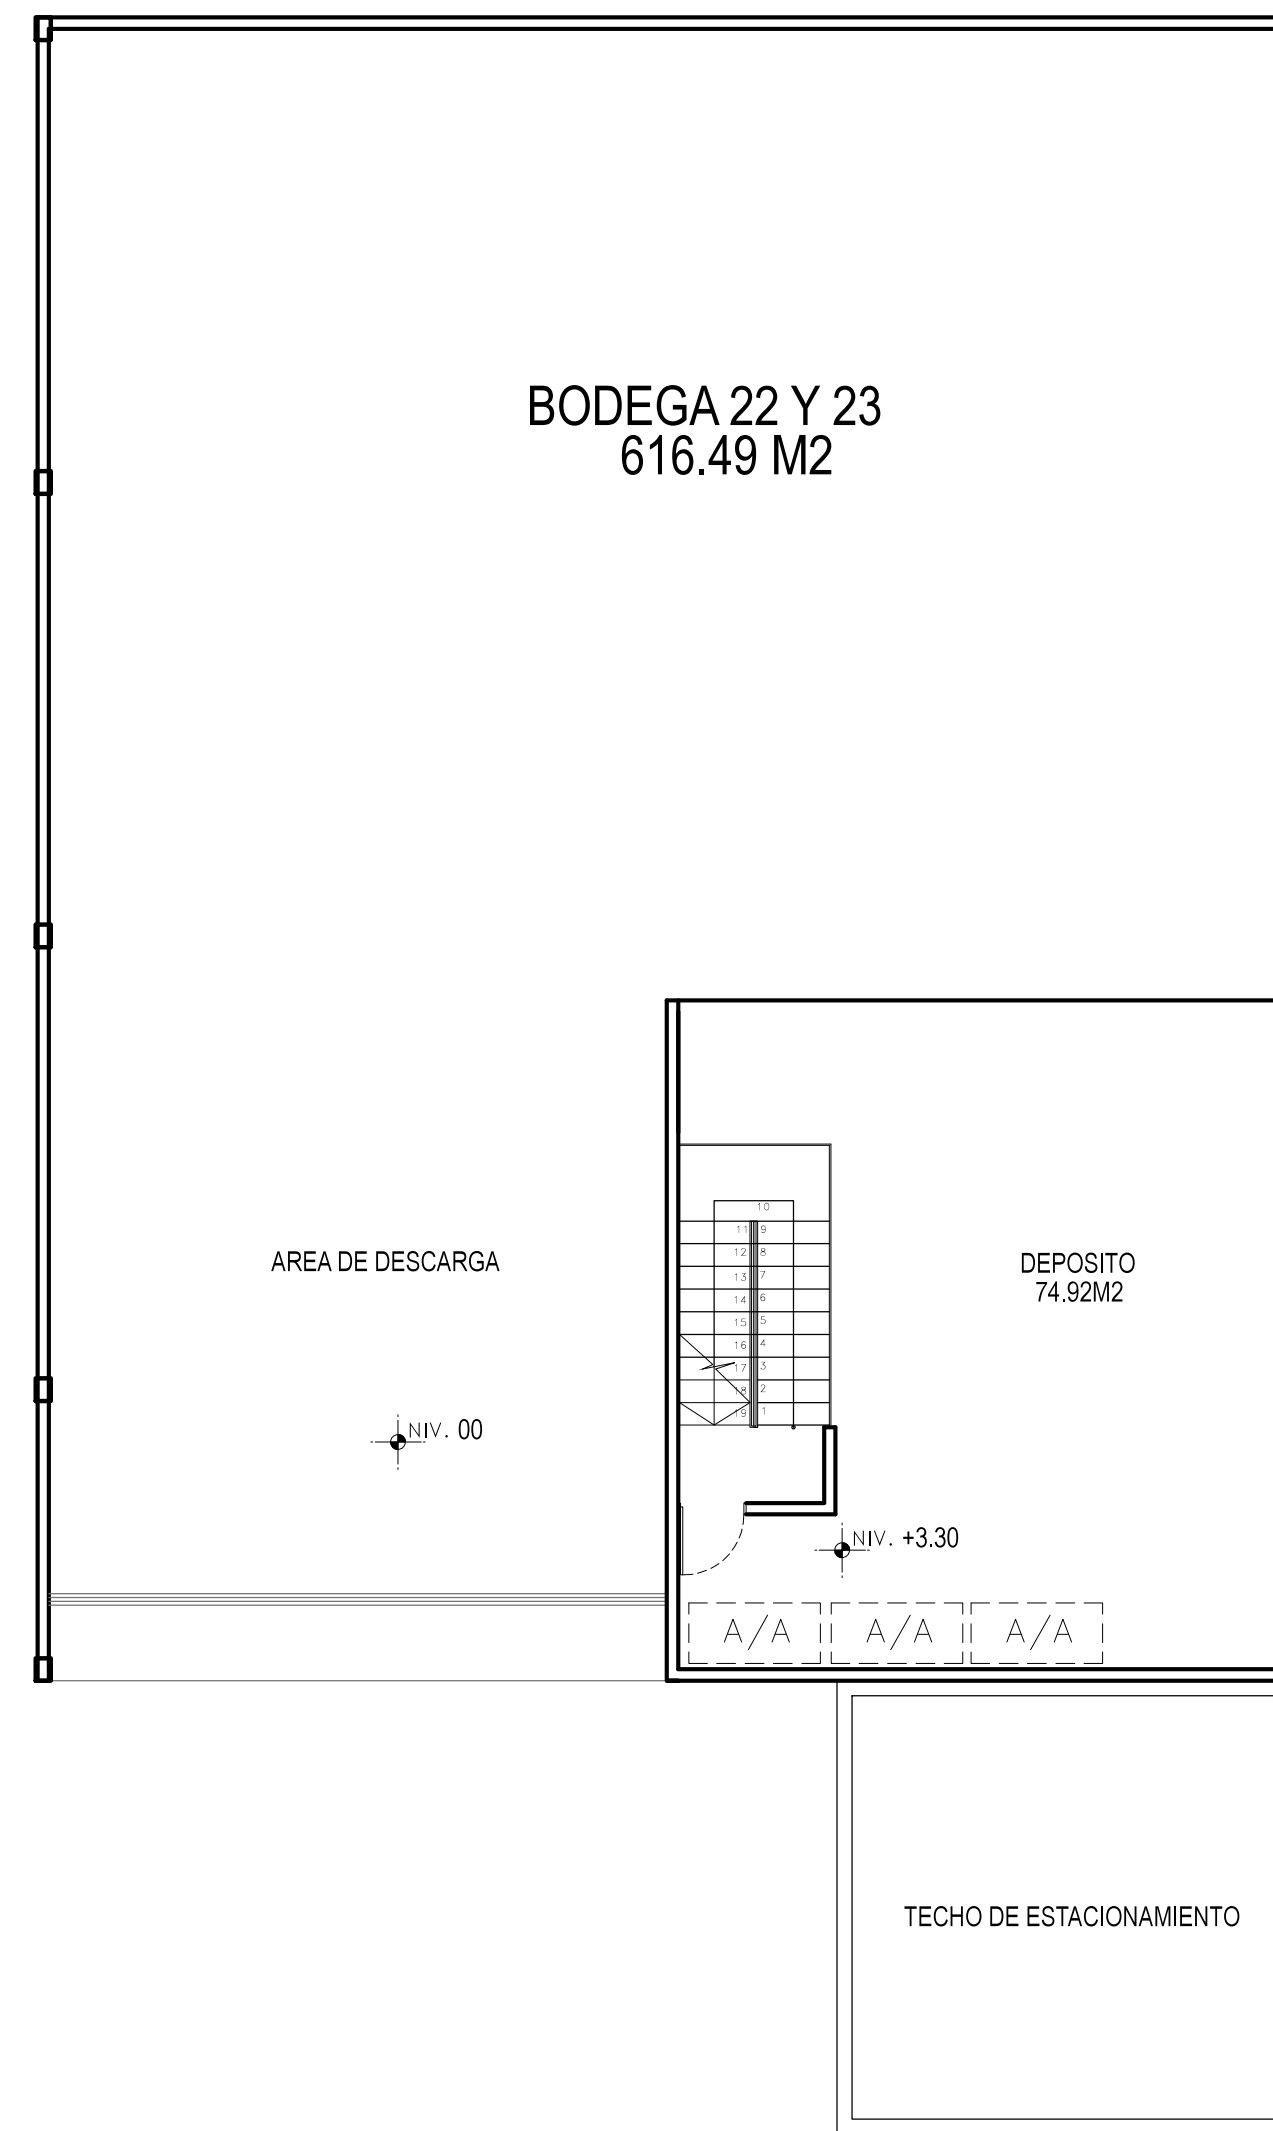 BODEGA 22 Y 23
616.49 M2
10
11 9
12 8
13 7
14 6
15 5
16 4
17 3
18 2
19 1
AREA DE DESCARGA
DEPOSITO
74.92M2
NIV. 00
NIV. +3.30
A/A A/A A/A
TECHO DE ESTACIONAMIENTO